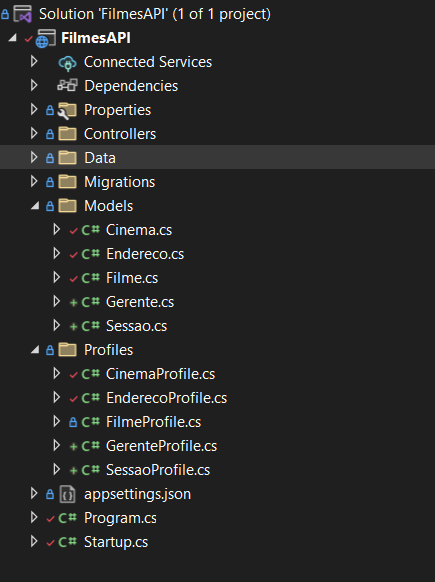 Solution 'FilmesAPI' (1 of 1 project)
FilmesAPI
Connected Services
Dependencies
Properties
Controllers
Data
Migrations
Models
C# Cinema.cs
C# Endereco.cs
C# Filme.cs
C# Gerente.cs
C# Sessao.cs
Profiles
C# CinemaProfile.cs
C# EnderecoProfile.cs
C# FilmeProfile.cs
C# GerenteProfile.cs
C# SessaoProfile.cs
appsettings.json
C# Program.cs
C# Startup.cs